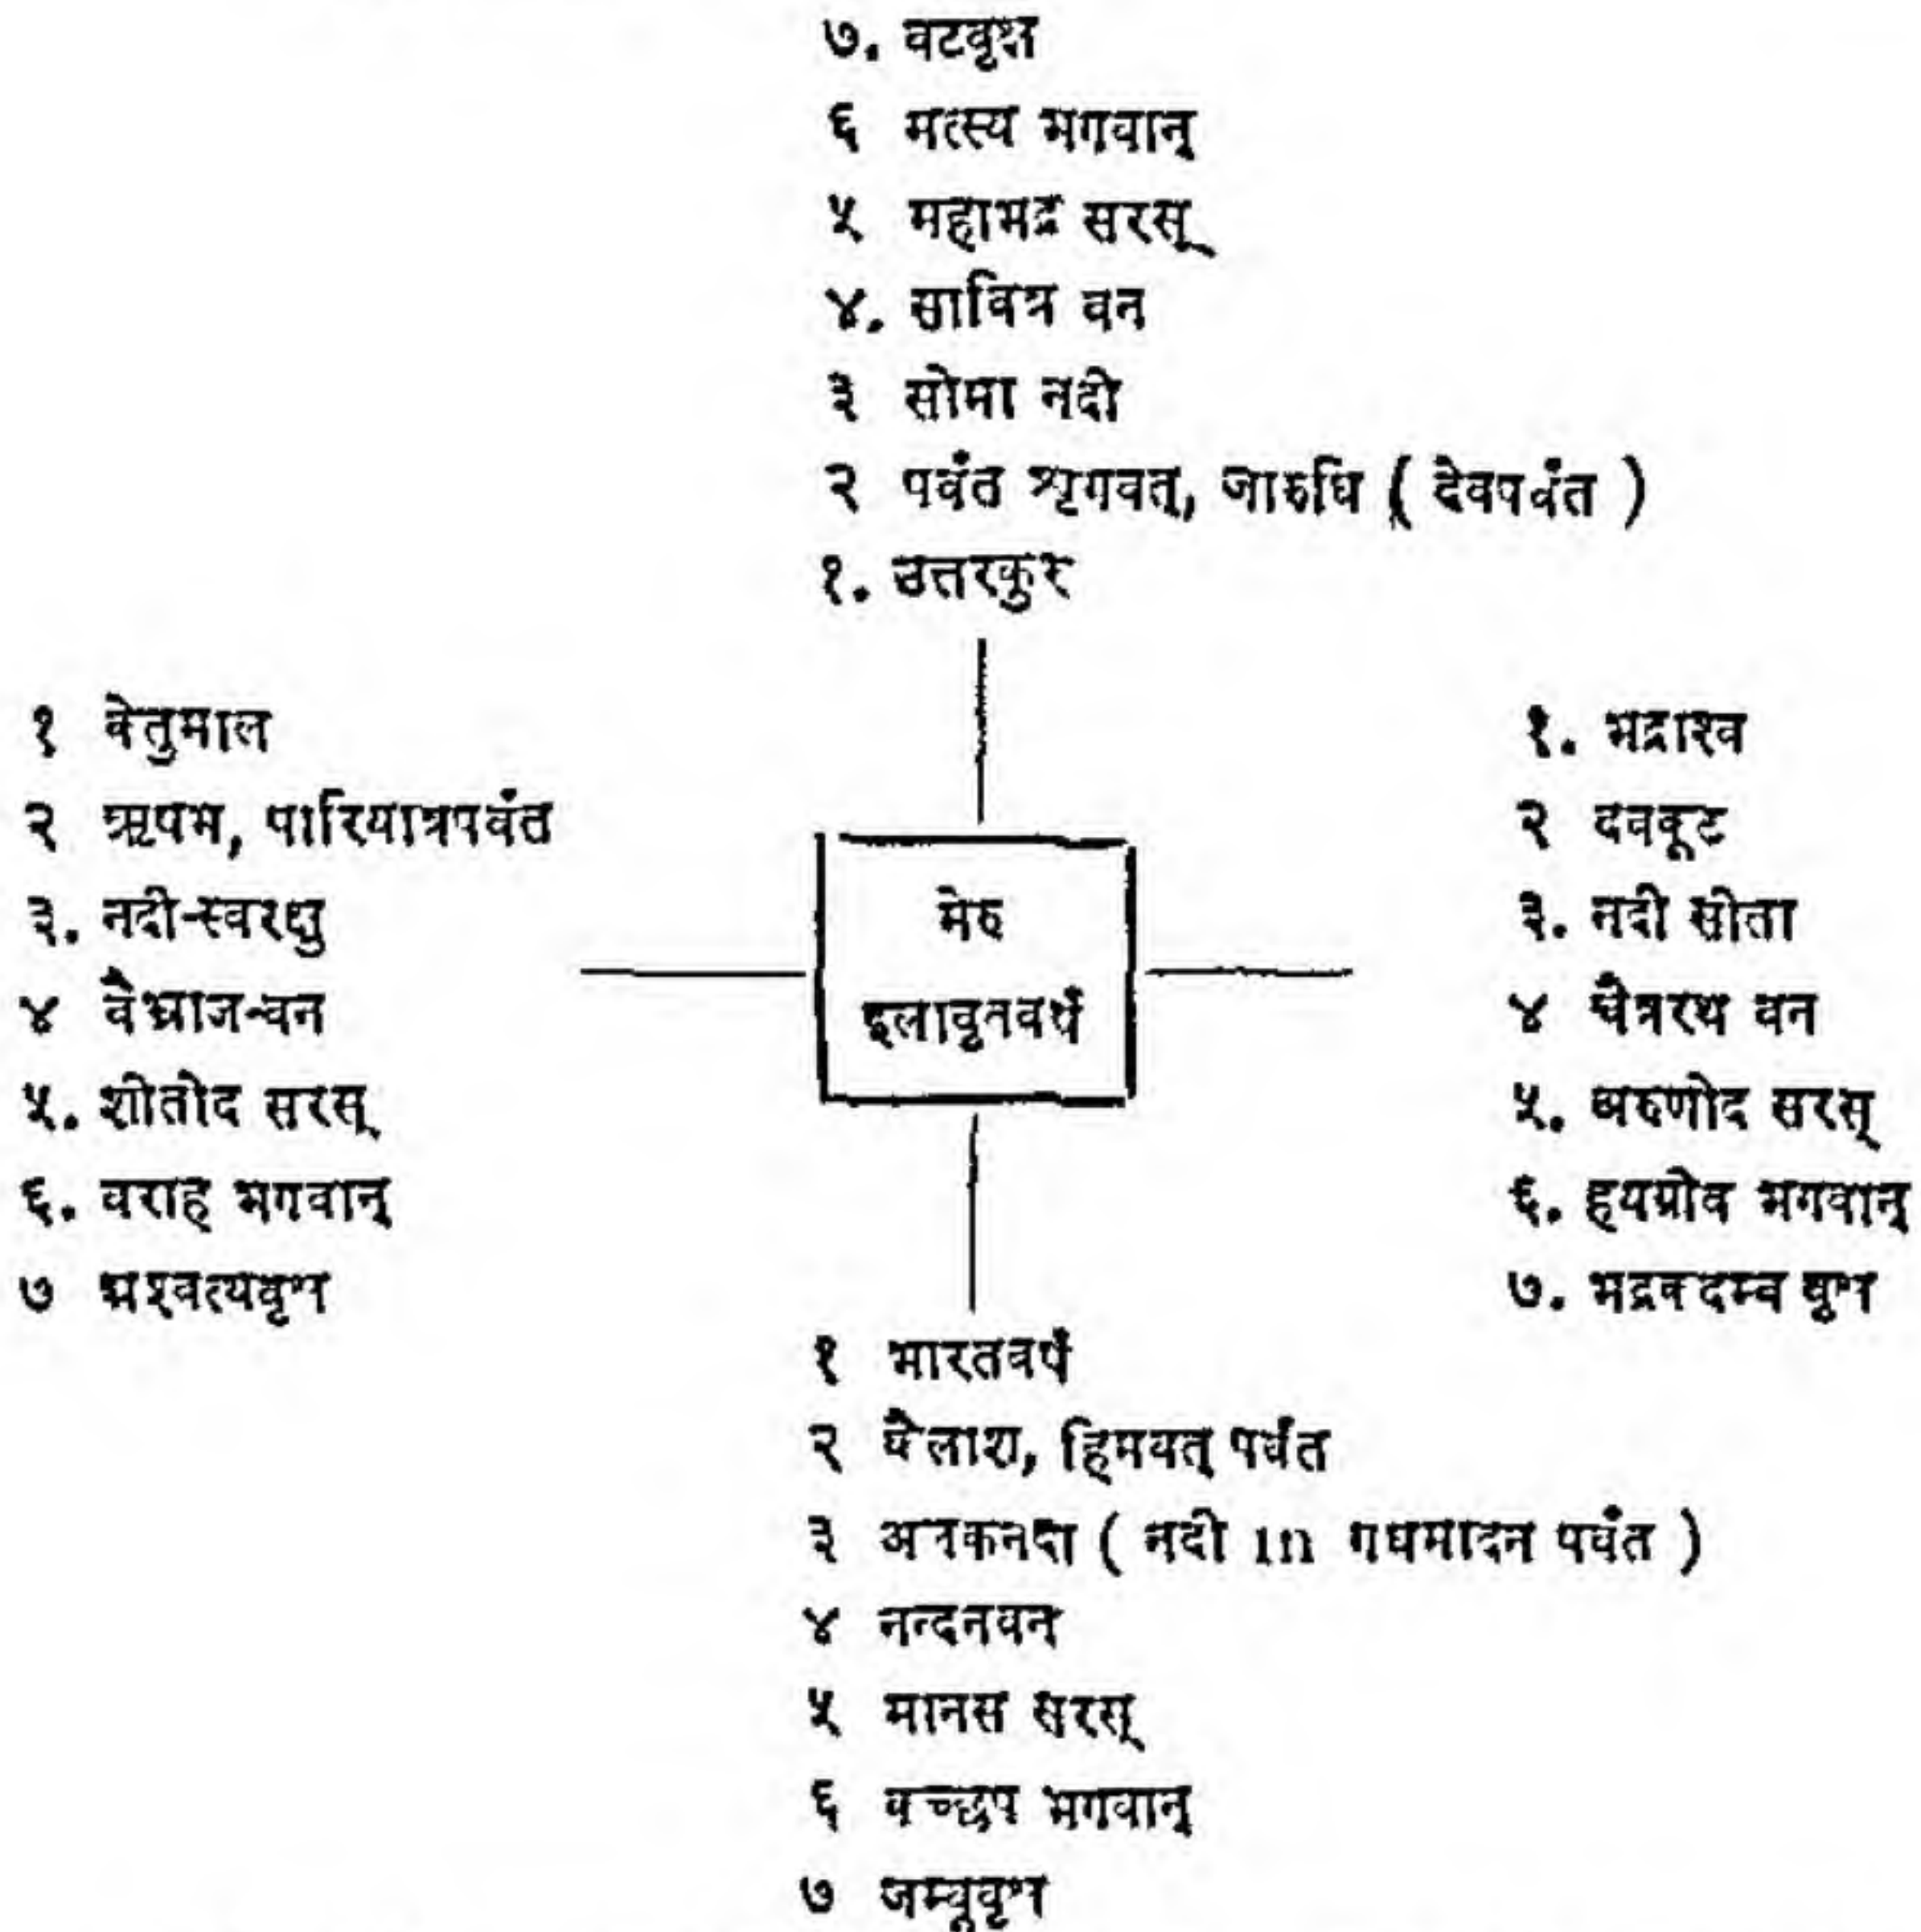 ७. वटवृक्ष
६ मत्स्य भगवान्
५ महाभद्र सरस्
४. सावित्र वन
३ सोमा नदी
२ पर्वत शृगवत्, जारुधि ( देवपर्वत )
१. उत्तरकुरु
१ केतुमाल
२ ऋषभ, पारियात्रपर्वत
३. नदी-स्वरक्षु
४ वैभ्राज-वन
५. शीतोद सरस्
६. वराह भगवान्
७ अश्वत्थवृक्ष
मेरु
इलावृतवर्ष
१. भद्राश्व
२ देवकूट
३. नदी सीता
४ चैत्ररथ वन
५. अरुणोद सरस्
६. हयग्रीव भगवान्
७. भद्रकदम्ब वृक्ष
१ भारतवर्ष
२ कैलाश, हिमवत् पर्वत
३ अलकनदा ( नदी in गधमादन पर्वत )
४ नन्दनवन
५ मानस सरस्
६ कच्छप भगवान्
७ जम्बूवृक्ष